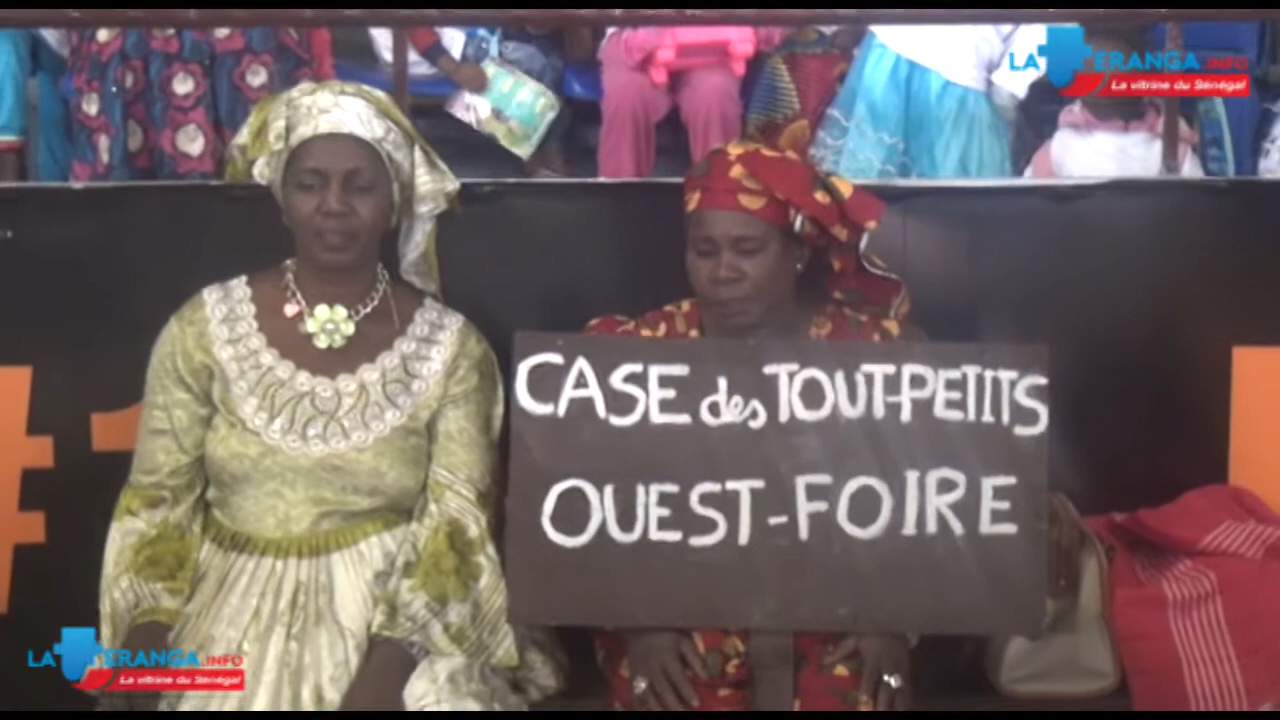 LA TERANGA.INFO
La vitrine du Sénégal
CASE des TOUT-PETITS
OUEST-FOIRE
#1
LA TERANGA.INFO
La vitrine du Sénégal